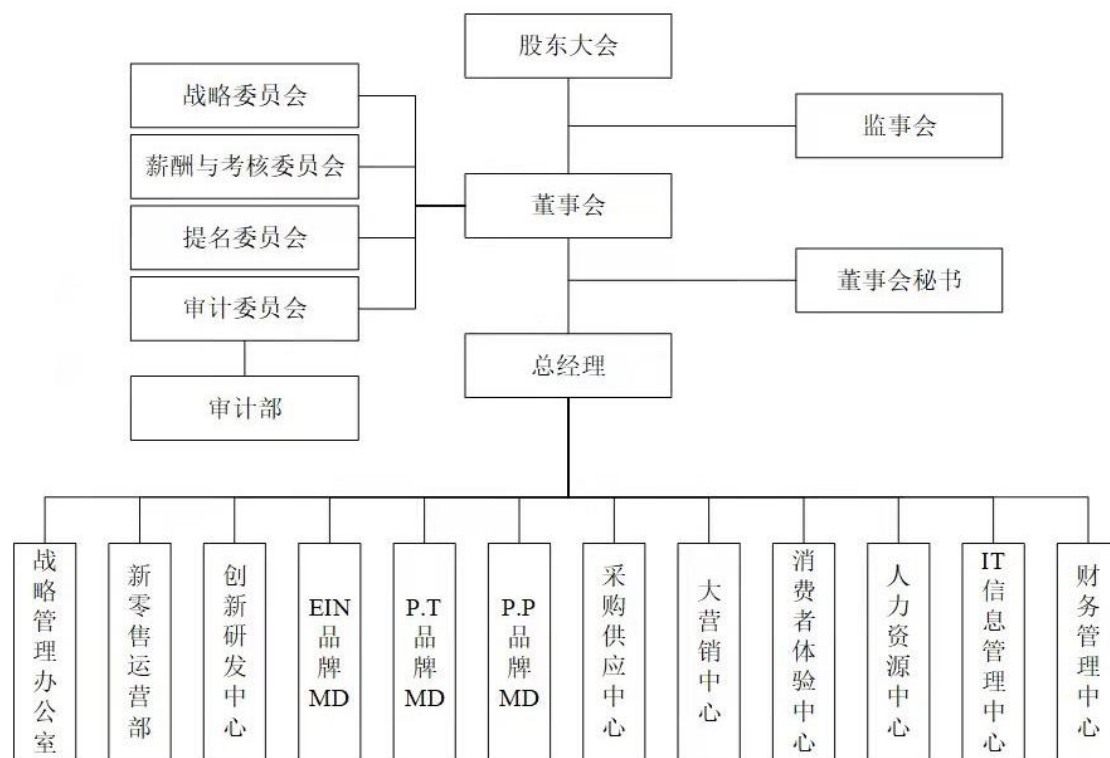 股东大会
战略委员会
监事会
薪酬与考核委员会
董事会
提名委员会
董事会秘书
审计委员会
总经理
审计部
战略管理办公室
新零售运营部
创新研发中心
EIN品牌MD
P.T品牌MD
P.P品牌MD
采购供应中心
大营销中心
消费者体验中心
人力资源中心
IT信息管理中心
财务管理中心